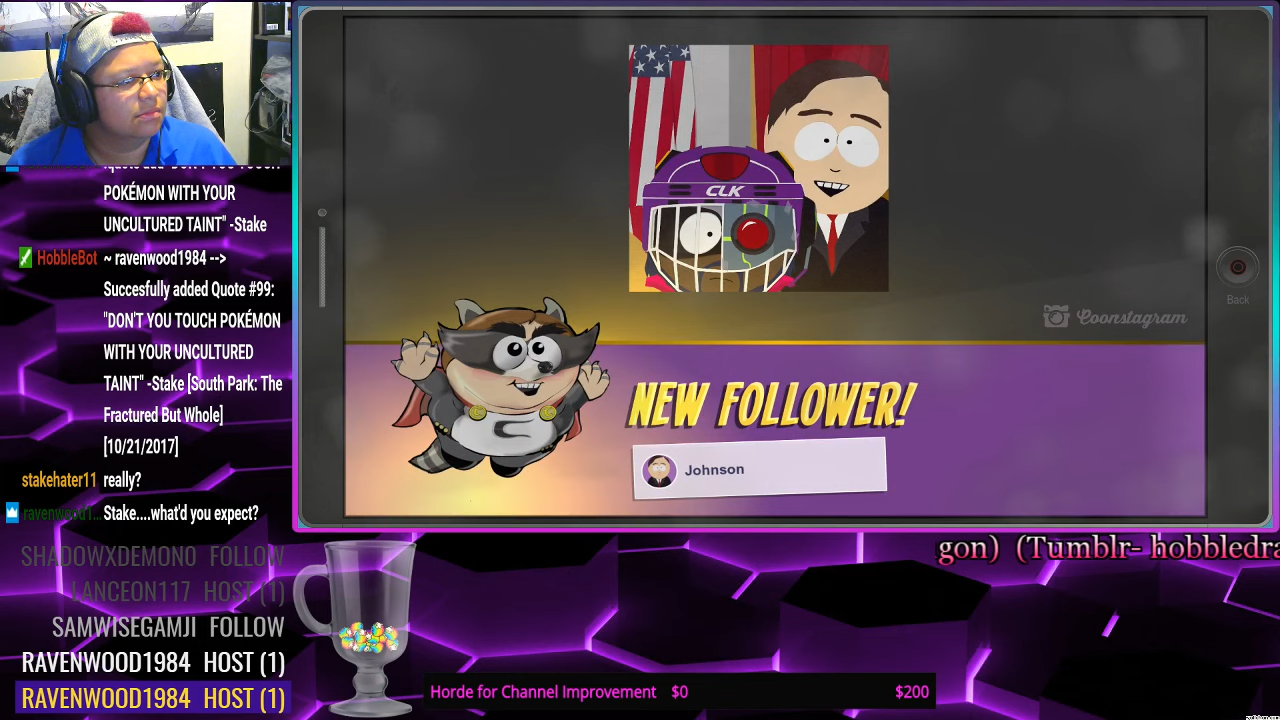 POKÉMON WITH YOUR
UNCULTURED TAINT" -Stake
HobbleBot ~ ravenwood1984 -->
Succesfully added Quote #99:
"DON'T YOU TOUCH POKÉMON
WITH YOUR UNCULTURED
TAINT" -Stake [South Park: The
Fractured But Whole]
[10/21/2017]
stakehater11 really?
ravenwood1... Stake....what'd you expect?
SHADOWXDEMONO FOLLOW
LANCEON117 HOST (1)
SAMWISEGAMJI FOLLOW
RAVENWOOD1984 HOST (1)
RAVENWOOD1984 HOST (1)
CLK
Coonstagram
Back
NEW FOLLOWER!
Johnson
gon) (Tumblr- hobbledra
Horde for Channel Improvement $0 $200